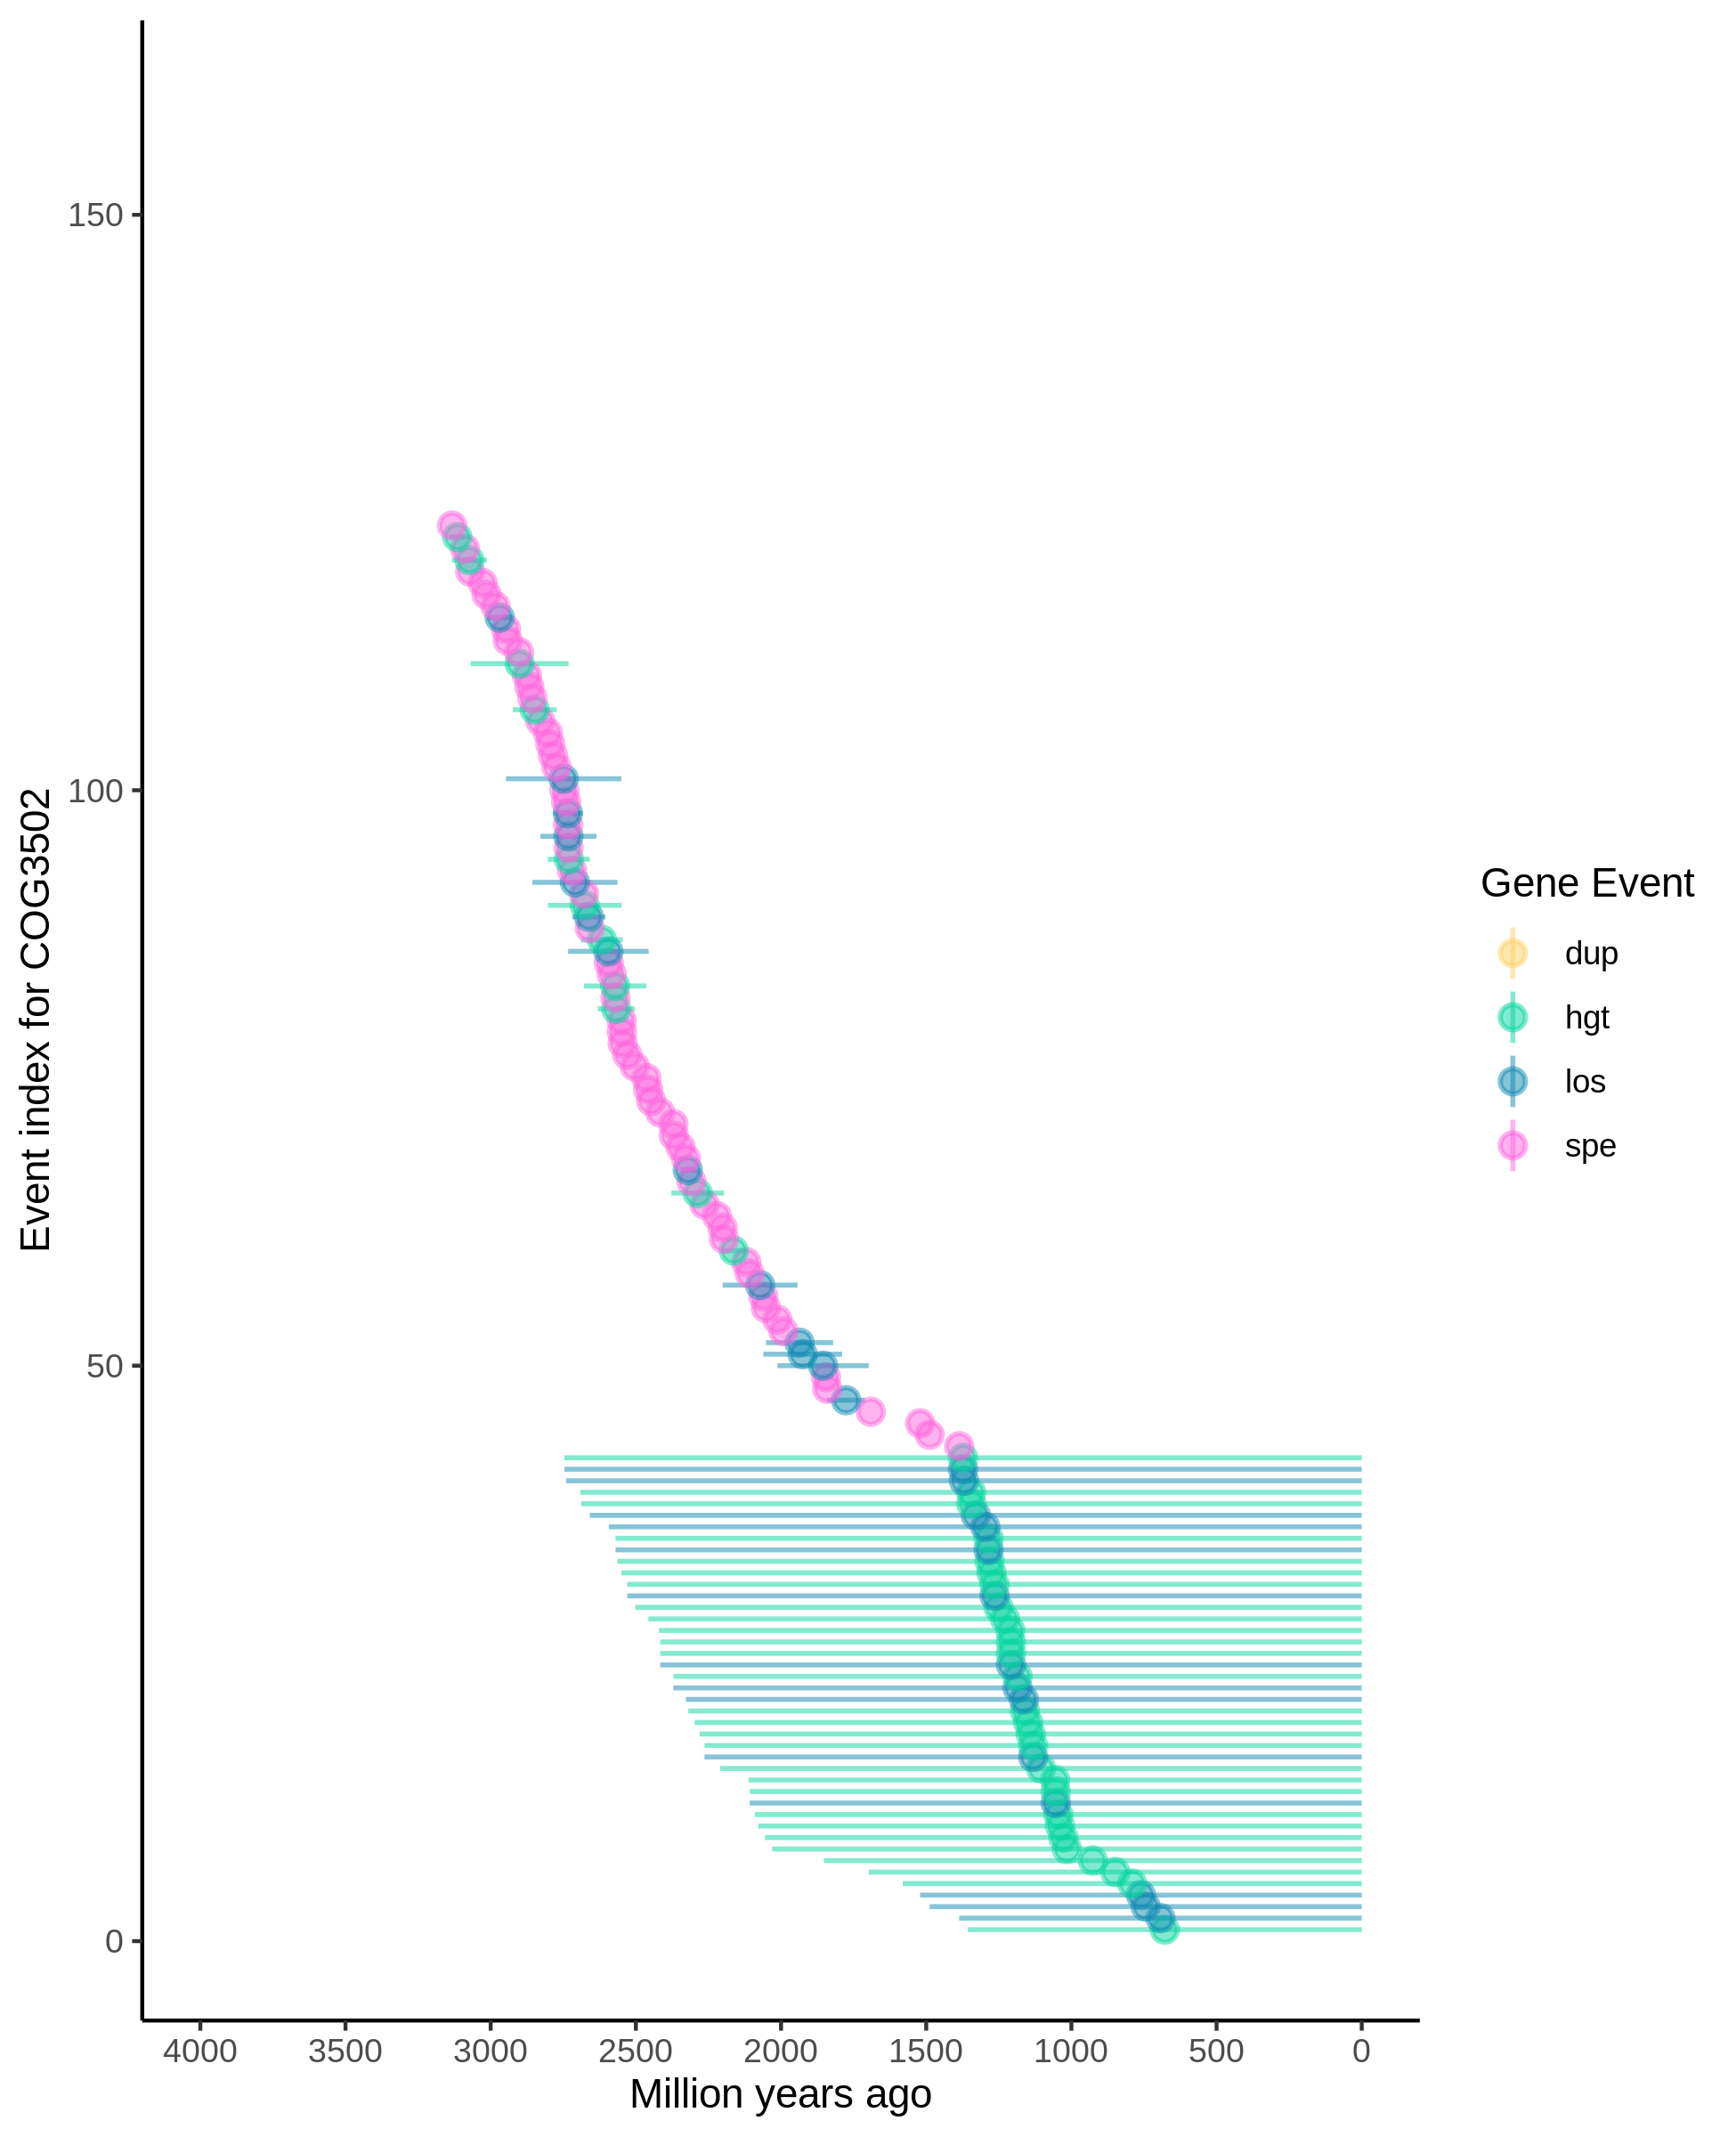 150
100
50
0
Event index for COG3502
4000 3500 3000 2500 2000 1500 1000 500 0
Million years ago
Gene Event
dup
hgt
los
spe